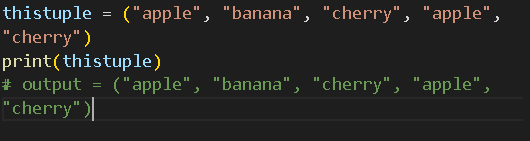 thistuple = ("apple", "banana", "cherry", "apple",
"cherry")
print(thistuple)
# output = ("apple", "banana", "cherry", "apple",
"cherry")